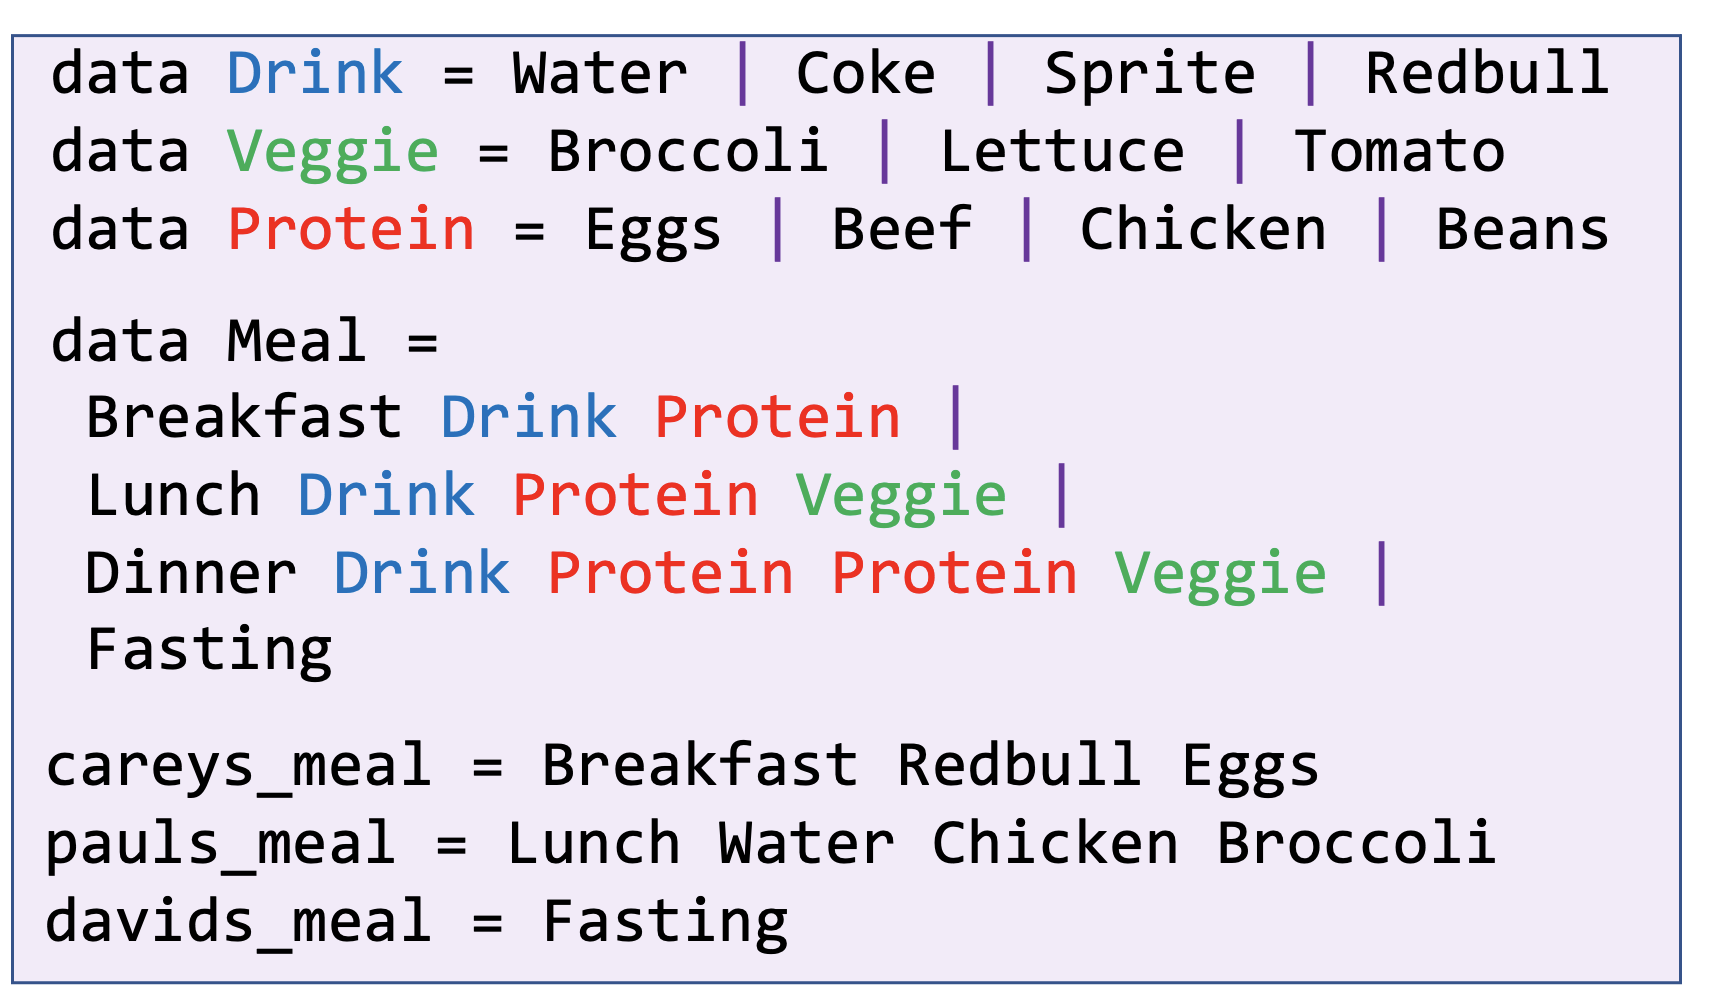 data Drink = Water | Coke | Sprite | Redbull
data Veggie = Broccoli | Lettuce | Tomato
data Protein = Eggs | Beef | Chicken | Beans
data Meal =
Breakfast Drink Protein |
Lunch Drink Protein Veggie |
Dinner Drink Protein Protein Veggie |
Fasting
careys_meal = Breakfast Redbull Eggs
pauls_meal = Lunch Water Chicken Broccoli
davids_meal = Fasting